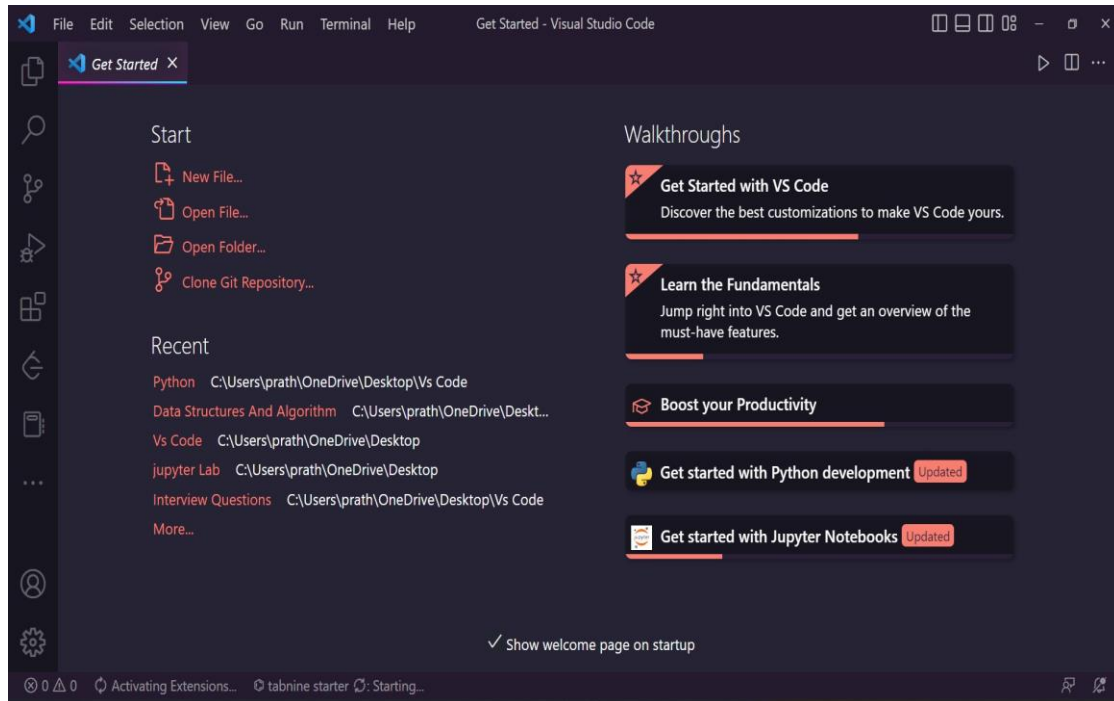 File Edit Selection View Go Run Terminal Help Get Started - Visual Studio Code
Get Started
Start
New File...
Open File...
Open Folder...
Clone Git Repository...
Recent
Python C:\Users\prath\OneDrive\Desktop\Vs Code
Data Structures And Algorithm C:\Users\prath\OneDrive\Deskt...
Vs Code C:\Users\prath\OneDrive\Desktop
jupyter Lab C:\Users\prath\OneDrive\Desktop
Interview Questions C:\Users\prath\OneDrive\Desktop\Vs Code
More...
Walkthroughs
Get Started with VS Code
Discover the best customizations to make VS Code yours.
Learn the Fundamentals
Jump right into VS Code and get an overview of the
must-have features.
Boost your Productivity
Get started with Python development Updated
Get started with Jupyter Notebooks Updated
Show welcome page on startup
0 0 Activating Extensions... tabnine starter : Starting...